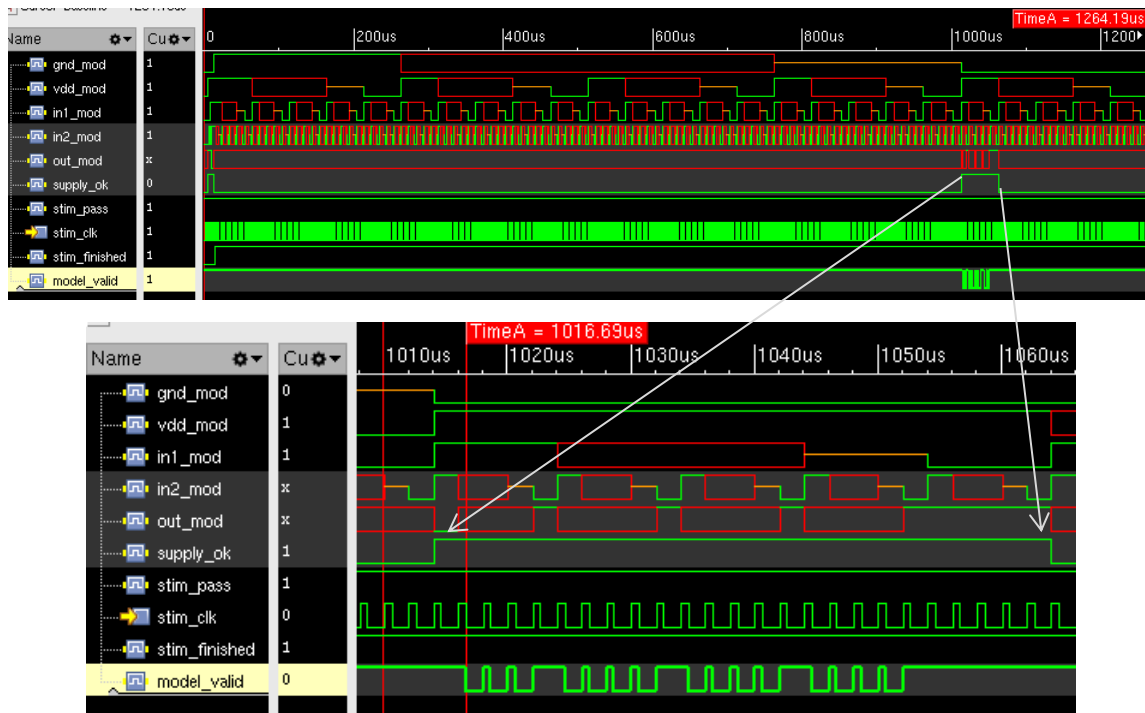 TimeA = 1264.19us
Name Cu 0 200us 400us 600us 800us 1000us 1200
gnd_mod 1
vdd_mod 1
in1_mod 1
in2_mod 1
out_mod x
supply_ok 0
stim_pass 1
stim_clk 1
stim_finished 1
model_valid 1
TimeA = 1016.69us
Name Cu 1010us 1020us 1030us 1040us 1050us 1060us
gnd_mod 0
vdd_mod 1
in1_mod 1
in2_mod x
out_mod x
supply_ok 1
stim_pass 1
stim_clk 0
stim_finished 1
model_valid 0